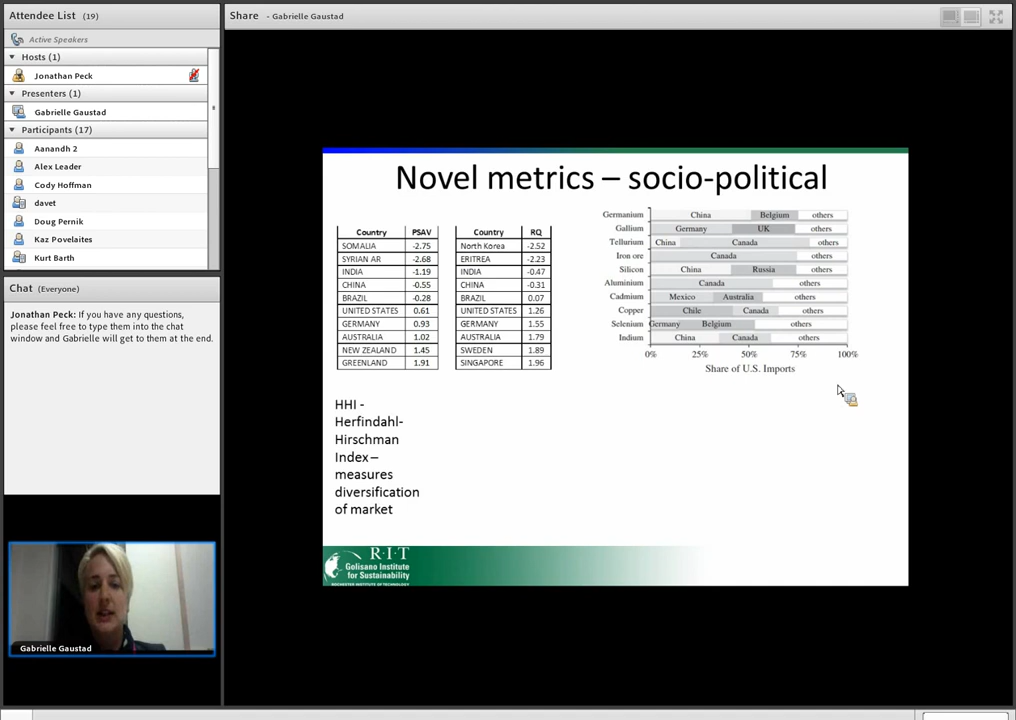 Attendee List (19)
Active Speakers
Hosts (1)
Jonathan Peck
Presenters (1)
Gabrielle Gaustad
Participants (17)
Aanandh 2
Alex Leader
Cody Hoffman
davet
Doug Pernik
Kaz Povelaites
Kurt Barth
Chat (Everyone)
Jonathan Peck: If you have any questions,
please feel free to type them into the chat
window and Gabrielle will get to them at the end.
Gabrielle Gaustad
Share - Gabrielle Gaustad
Novel metrics – socio-political
Country PSAV
SOMALIA -2.75
SYRIAN AR -2.68
INDIA -1.19
CHINA -0.55
BRAZIL -0.28
UNITED STATES 0.61
GERMANY 0.93
AUSTRALIA 1.02
NEW ZEALAND 1.45
GREENLAND 1.91
Country RQ
North Korea -2.52
ERITREA -2.23
INDIA -0.47
CHINA -0.31
BRAZIL 0.07
UNITED STATES 1.26
GERMANY 1.55
AUSTRALIA 1.79
SWEDEN 1.89
SINGAPORE 1.96
Germanium China Belgium others
Gallium Germany UK others
Tellurium China Canada others
Iron ore Canada others
Silicon China Russia others
Aluminium Canada others
Cadmium Mexico Australia others
Copper Chile Canada others
Selenium Germany Belgium others
Indium China Canada others
0% 25% 50% 75% 100%
Share of U.S. Imports
HHI -
Herfindahl-
Hirschman
Index –
measures
diversification
of market
R·I·T
Golisano Institute
for Sustainability
ROCHESTER INSTITUTE OF TECHNOLOGY